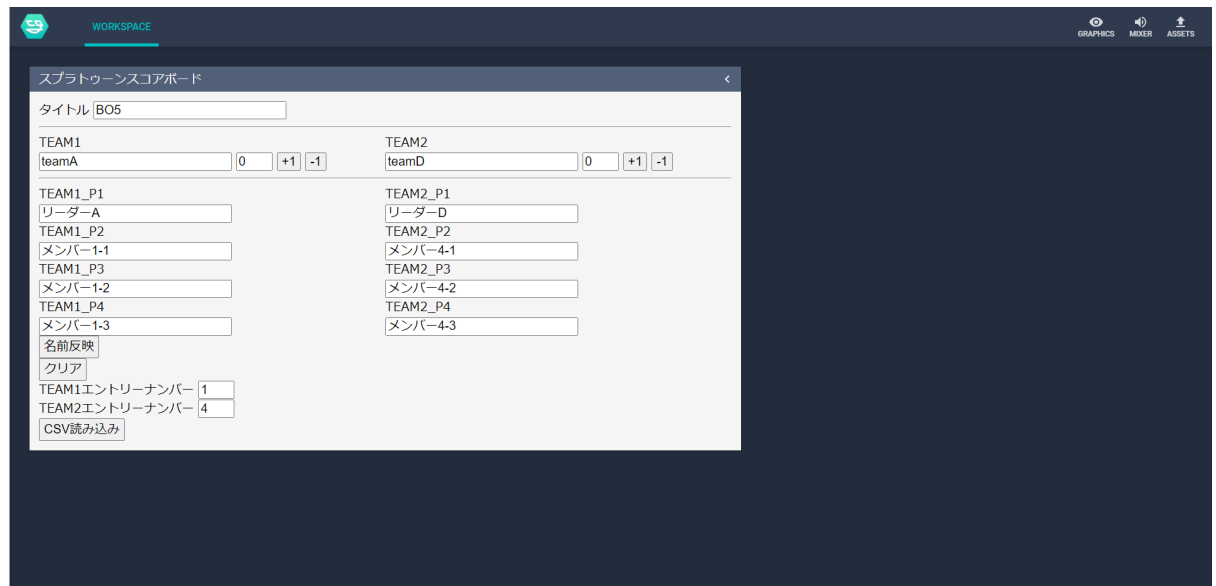 WORKSPACE
GRAPHICS MIXER ASSETS
スプラトゥーンスコアボード
タイトル BO5
TEAM1 TEAM2
teamA 0 +1 -1 teamD 0 +1 -1
TEAM1_P1 TEAM2_P1
リーダーA リーダーD
TEAM1_P2 TEAM2_P2
メンバー1-1 メンバー4-1
TEAM1_P3 TEAM2_P3
メンバー1-2 メンバー4-2
TEAM1_P4 TEAM2_P4
メンバー1-3 メンバー4-3
名前反映
クリア
TEAM1エントリーナンバー 1
TEAM2エントリーナンバー 4
CSV読み込み